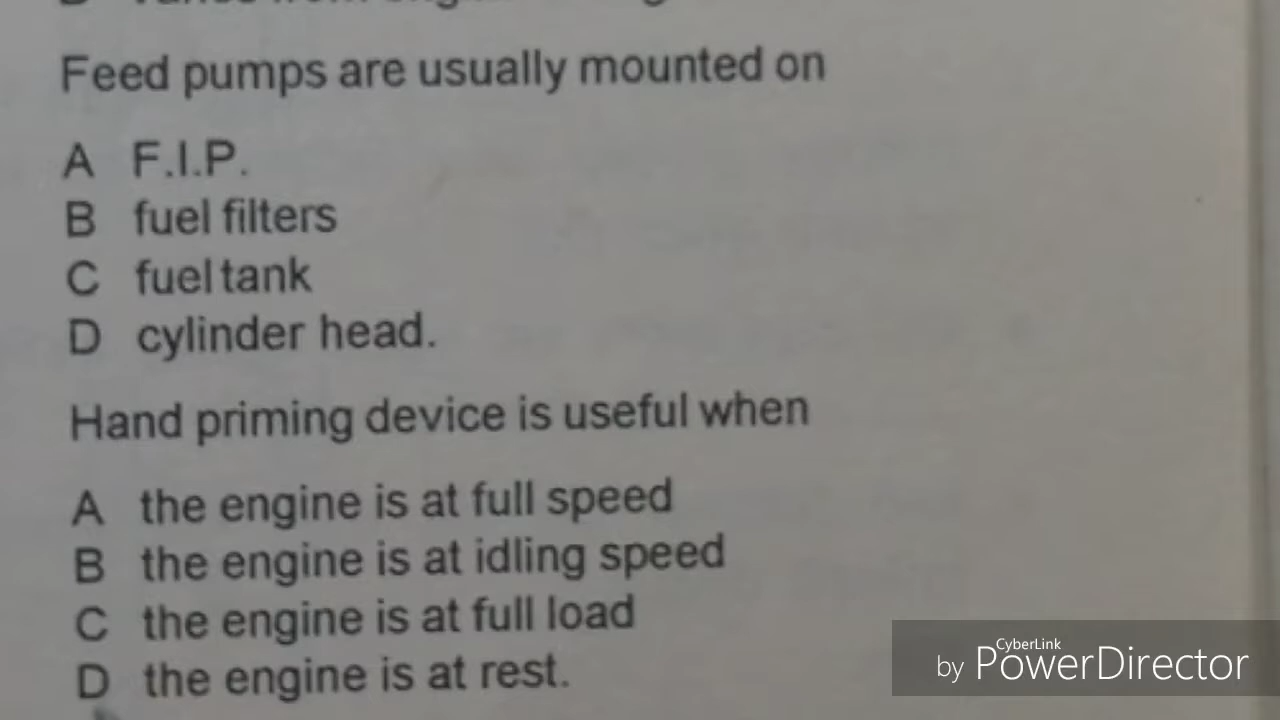 Feed pumps are usually mounted on
A F.I.P.
B fuel filters
C fuel tank
D cylinder head.
Hand priming device is useful when
A the engine is at full speed
B the engine is at idling speed
C the engine is at full load
D the engine is at rest.
by CyberLink PowerDirector